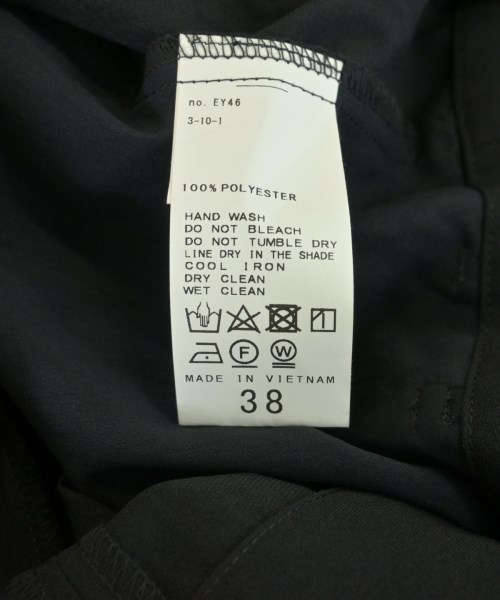 no. EY46
3-10-1
100% POLYESTER
HAND WASH
DO NOT BLEACH
DO NOT TUMBLE DRY
LINE DRY IN THE SHADE
COOL IRON
DRY CLEAN
WET CLEAN
F W
MADE IN VIETNAM
38